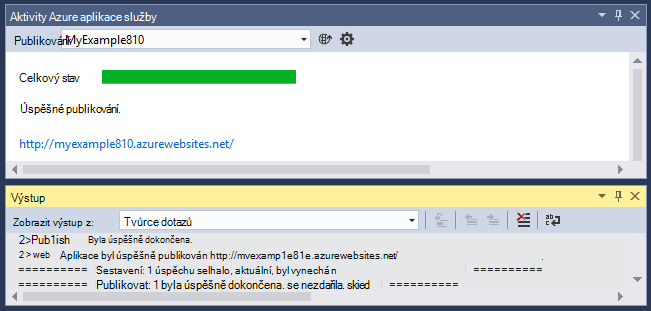 Aktivity Azure aplikace služby
Publikování MyExample810
Celkový stav
Úspěšné publikování.
http://myexample810.azurewebsites.net/
Výstup
Zobrazit výstup z: Tvůrce dotazů
2>Pub1ish Byla úspěšně dokončena.
2 > web Aplikace byl úspěšně publikován http://mvexamp1e81e.azurewebsites.net/ .
========== Sestavení: 1 úspěchu selhalo, aktuální, byl vynechán ==========
========== Publikovat: 1 byla úspěšně dokončena. se nezdařila. skied ==========